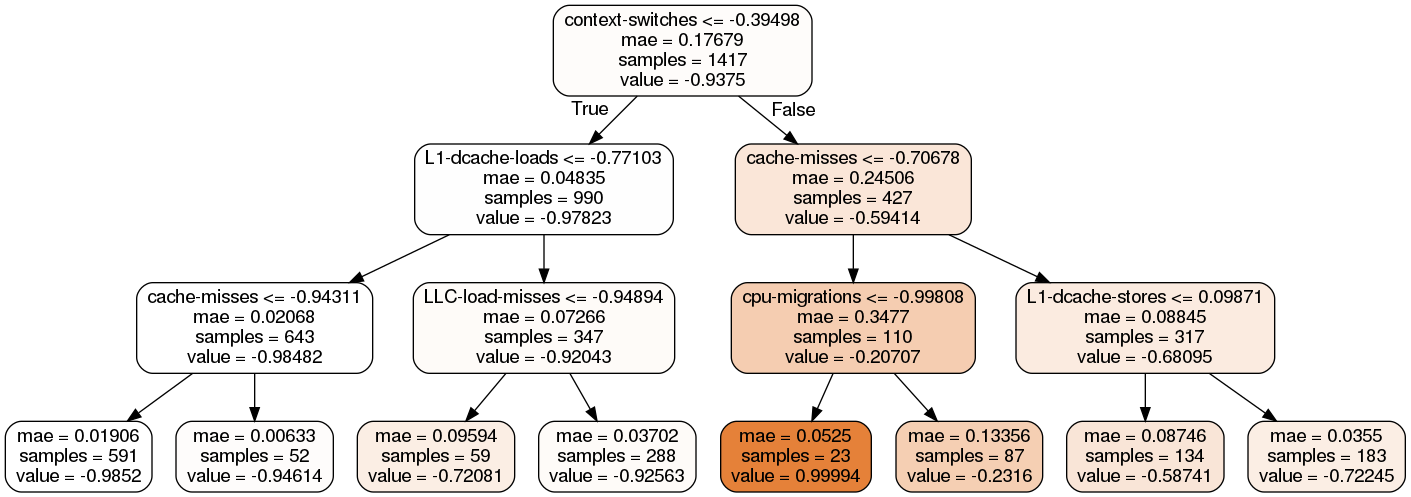 context-switches <= -0.39498
mae = 0.17679
samples = 1417
value = -0.9375
True
False
L1-dcache-loads <= -0.77103
mae = 0.04835
samples = 990
value = -0.97823
cache-misses <= -0.70678
mae = 0.24506
samples = 427
value = -0.59414
cache-misses <= -0.94311
mae = 0.02068
samples = 643
value = -0.98482
LLC-load-misses <= -0.94894
mae = 0.07266
samples = 347
value = -0.92043
cpu-migrations <= -0.99808
mae = 0.3477
samples = 110
value = -0.20707
L1-dcache-stores <= 0.09871
mae = 0.08845
samples = 317
value = -0.68095
mae = 0.01906
samples = 591
value = -0.9852
mae = 0.00633
samples = 52
value = -0.94614
mae = 0.09594
samples = 59
value = -0.72081
mae = 0.03702
samples = 288
value = -0.92563
mae = 0.0525
samples = 23
value = 0.99994
mae = 0.13356
samples = 87
value = -0.2316
mae = 0.08746
samples = 134
value = -0.58741
mae = 0.0355
samples = 183
value = -0.72245